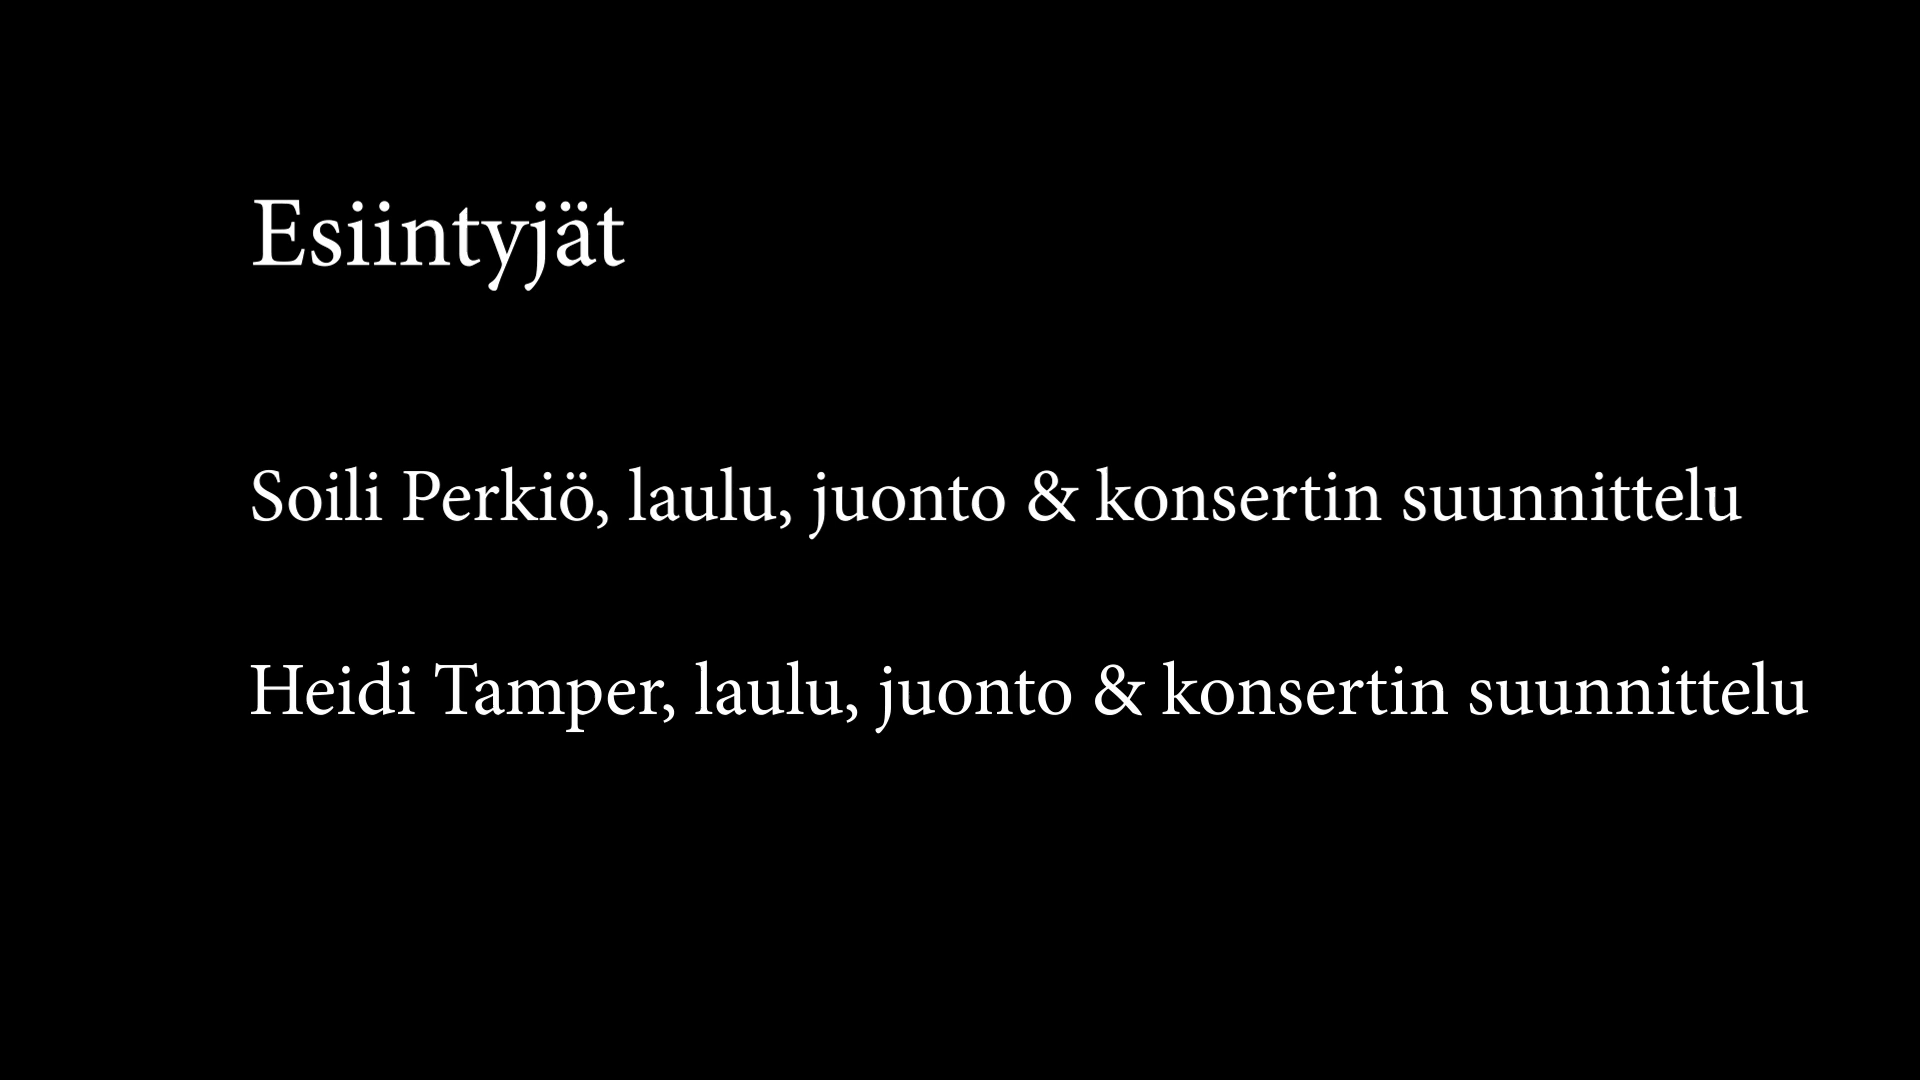 Esiintyjät
Soili Perkiö, laulu, juonto & konsertin suunnittelu
Heidi Tamper, laulu, juonto & konsertin suunnittelu